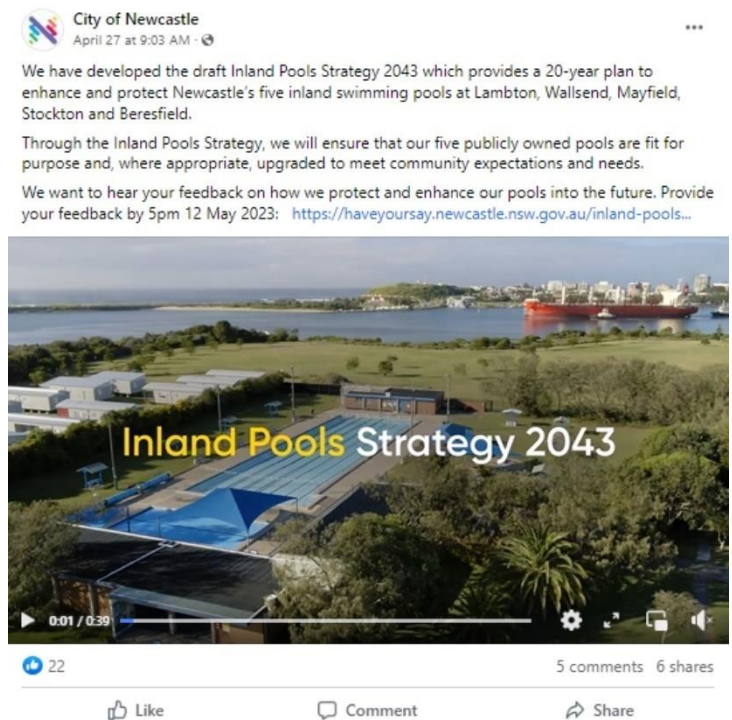 City of Newcastle
April 27 at 9:03 AM ·
We have developed the draft Inland Pools Strategy 2043 which provides a 20-year plan to
enhance and protect Newcastle's five inland swimming pools at Lambton, Wallsend, Mayfield,
Stockton and Beresfield.
Through the Inland Pools Strategy, we will ensure that our five publicly owned pools are fit for
purpose and, where appropriate, upgraded to meet community expectations and needs.
We want to hear your feedback on how we protect and enhance our pools into the future. Provide
your feedback by 5pm 12 May 2023: https://haveyoursay.newcastle.nsw.gov.au/inland-pools...
Inland Pools Strategy 2043
0:01 / 0:39
22
5 comments 6 shares
Like Comment Share